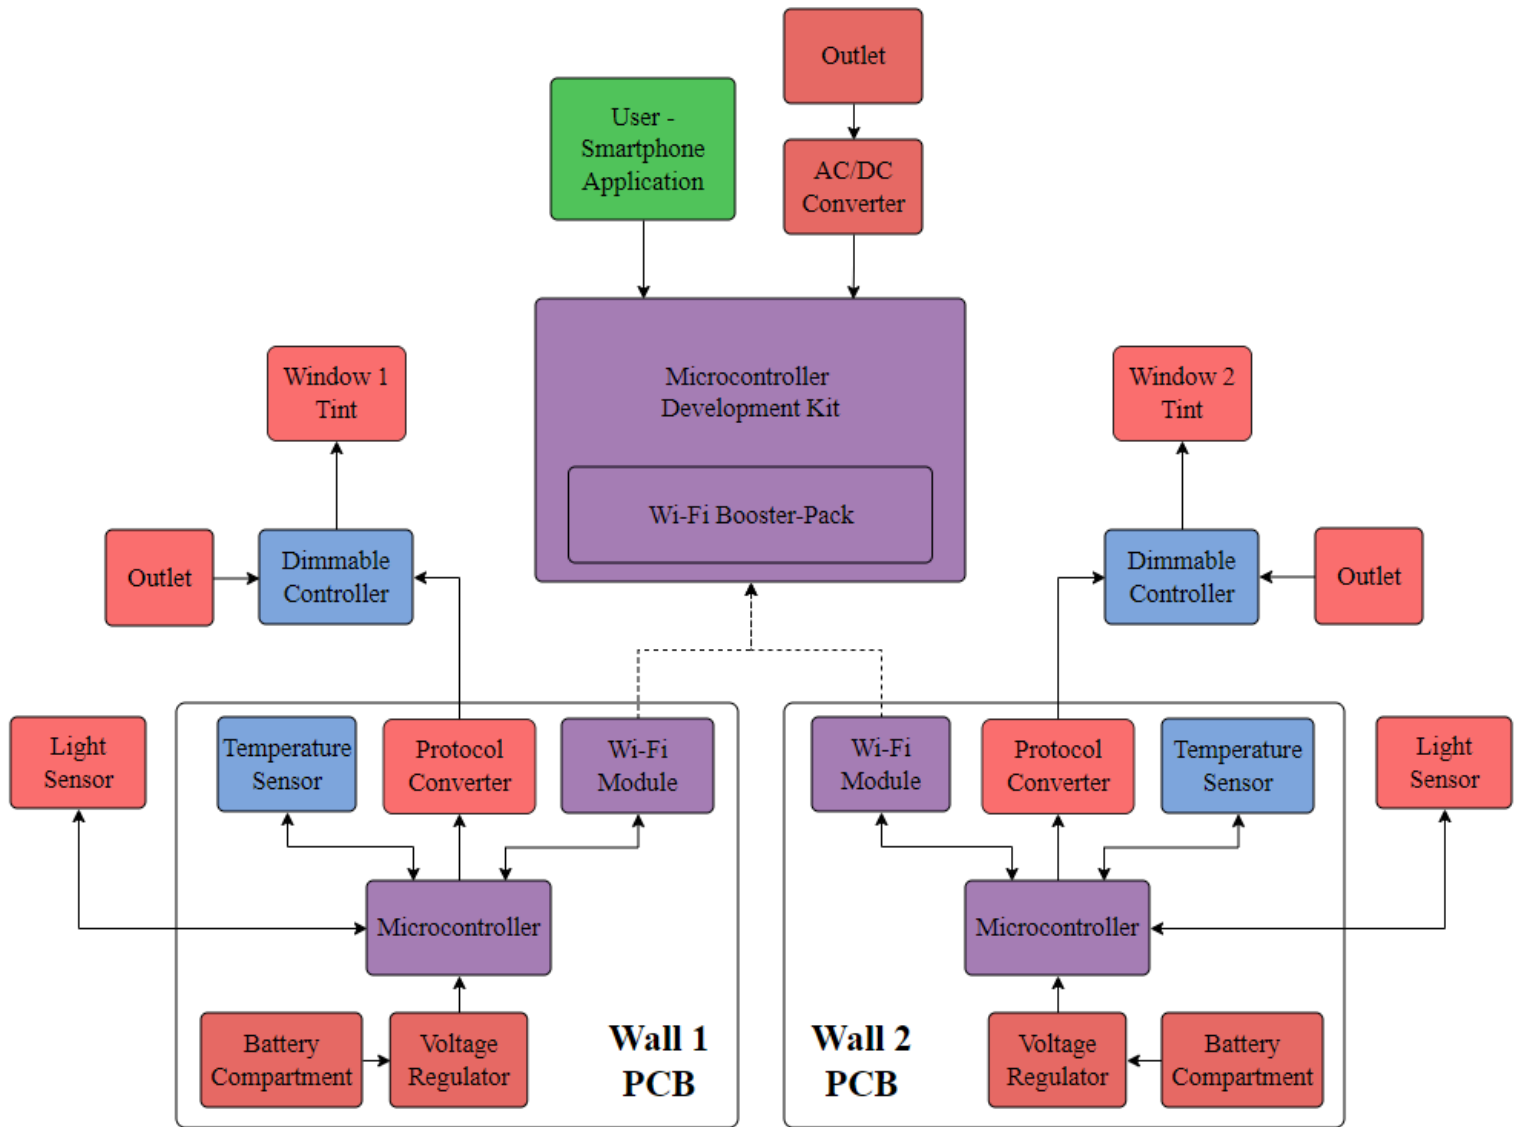 Outlet
User -
Smartphone
Application
AC/DC
Converter
Microcontroller
Development Kit
Wi-Fi Booster-Pack
Window 1
Tint
Outlet
Dimmable
Controller
Window 2
Tint
Dimmable
Controller
Outlet
Light
Sensor
Temperature
Sensor
Protocol
Converter
Wi-Fi
Module
Microcontroller
Battery
Compartment
Voltage
Regulator
Wall 1
PCB
Wi-Fi
Module
Protocol
Converter
Temperature
Sensor
Light
Sensor
Microcontroller
Wall 2
PCB
Voltage
Regulator
Battery
Compartment